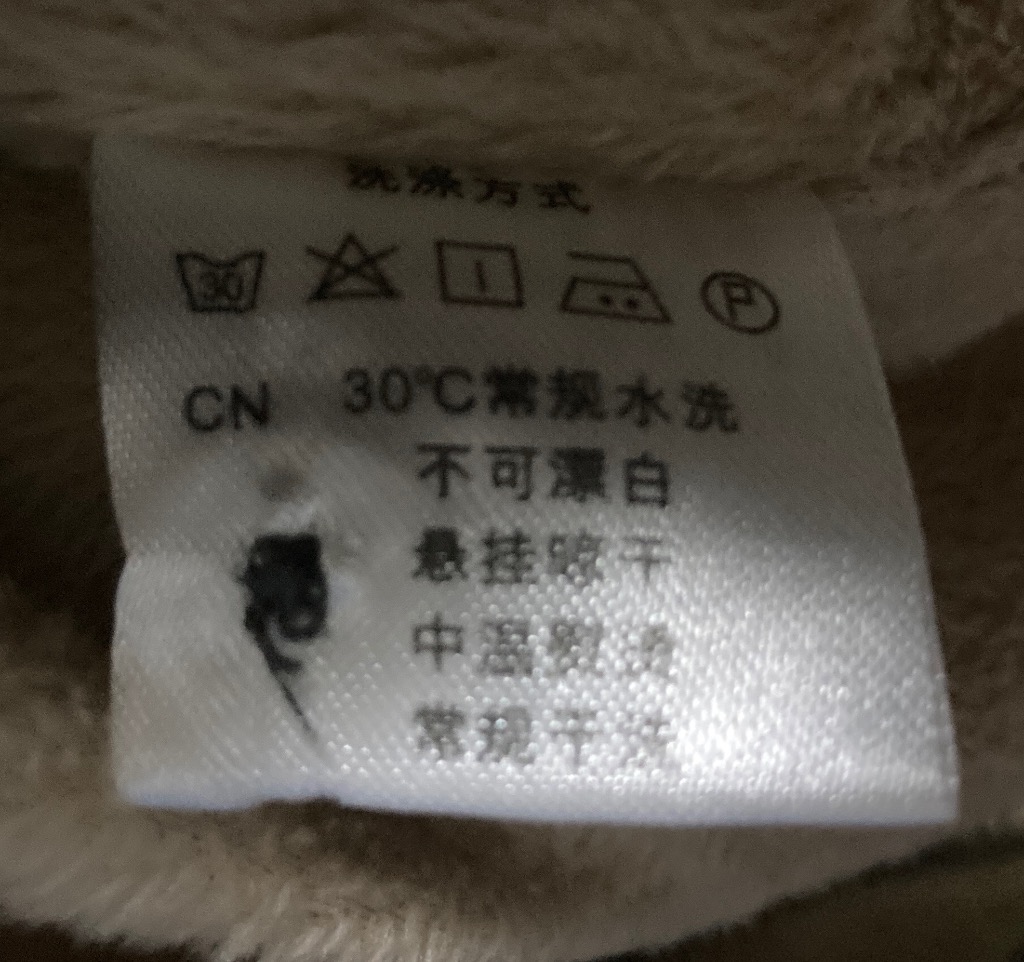 洗涤方式
30 P
CN 30℃常规水洗
不可漂白
悬挂晾干
中温熨烫
常规干洗